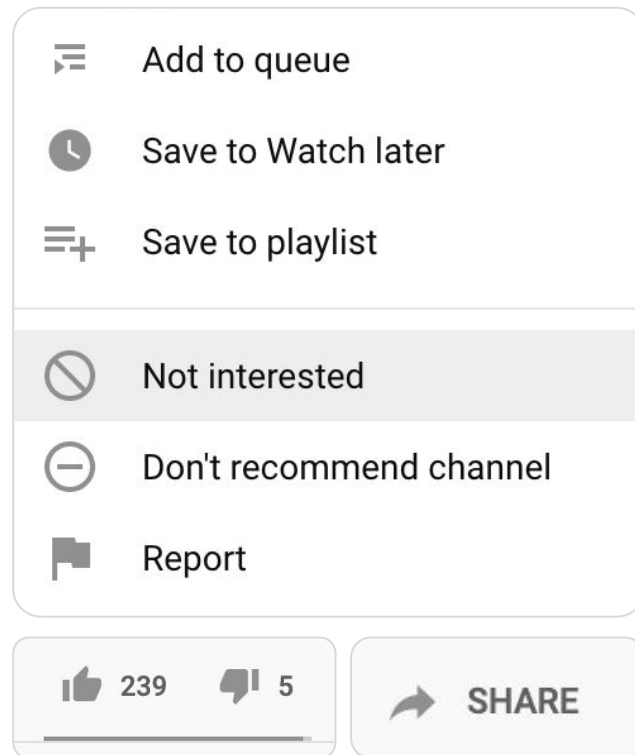 Add to queue
Save to Watch later
Save to playlist
Not interested
Don't recommend channel
Report
239 5 SHARE